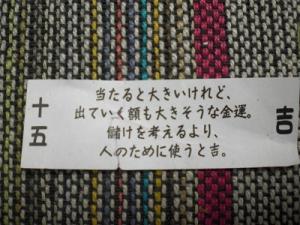 十五
当たると大きいけれど、
出ていく額も大きそうな金運。
儲けを考えるより、
人のために使うと吉。
吉